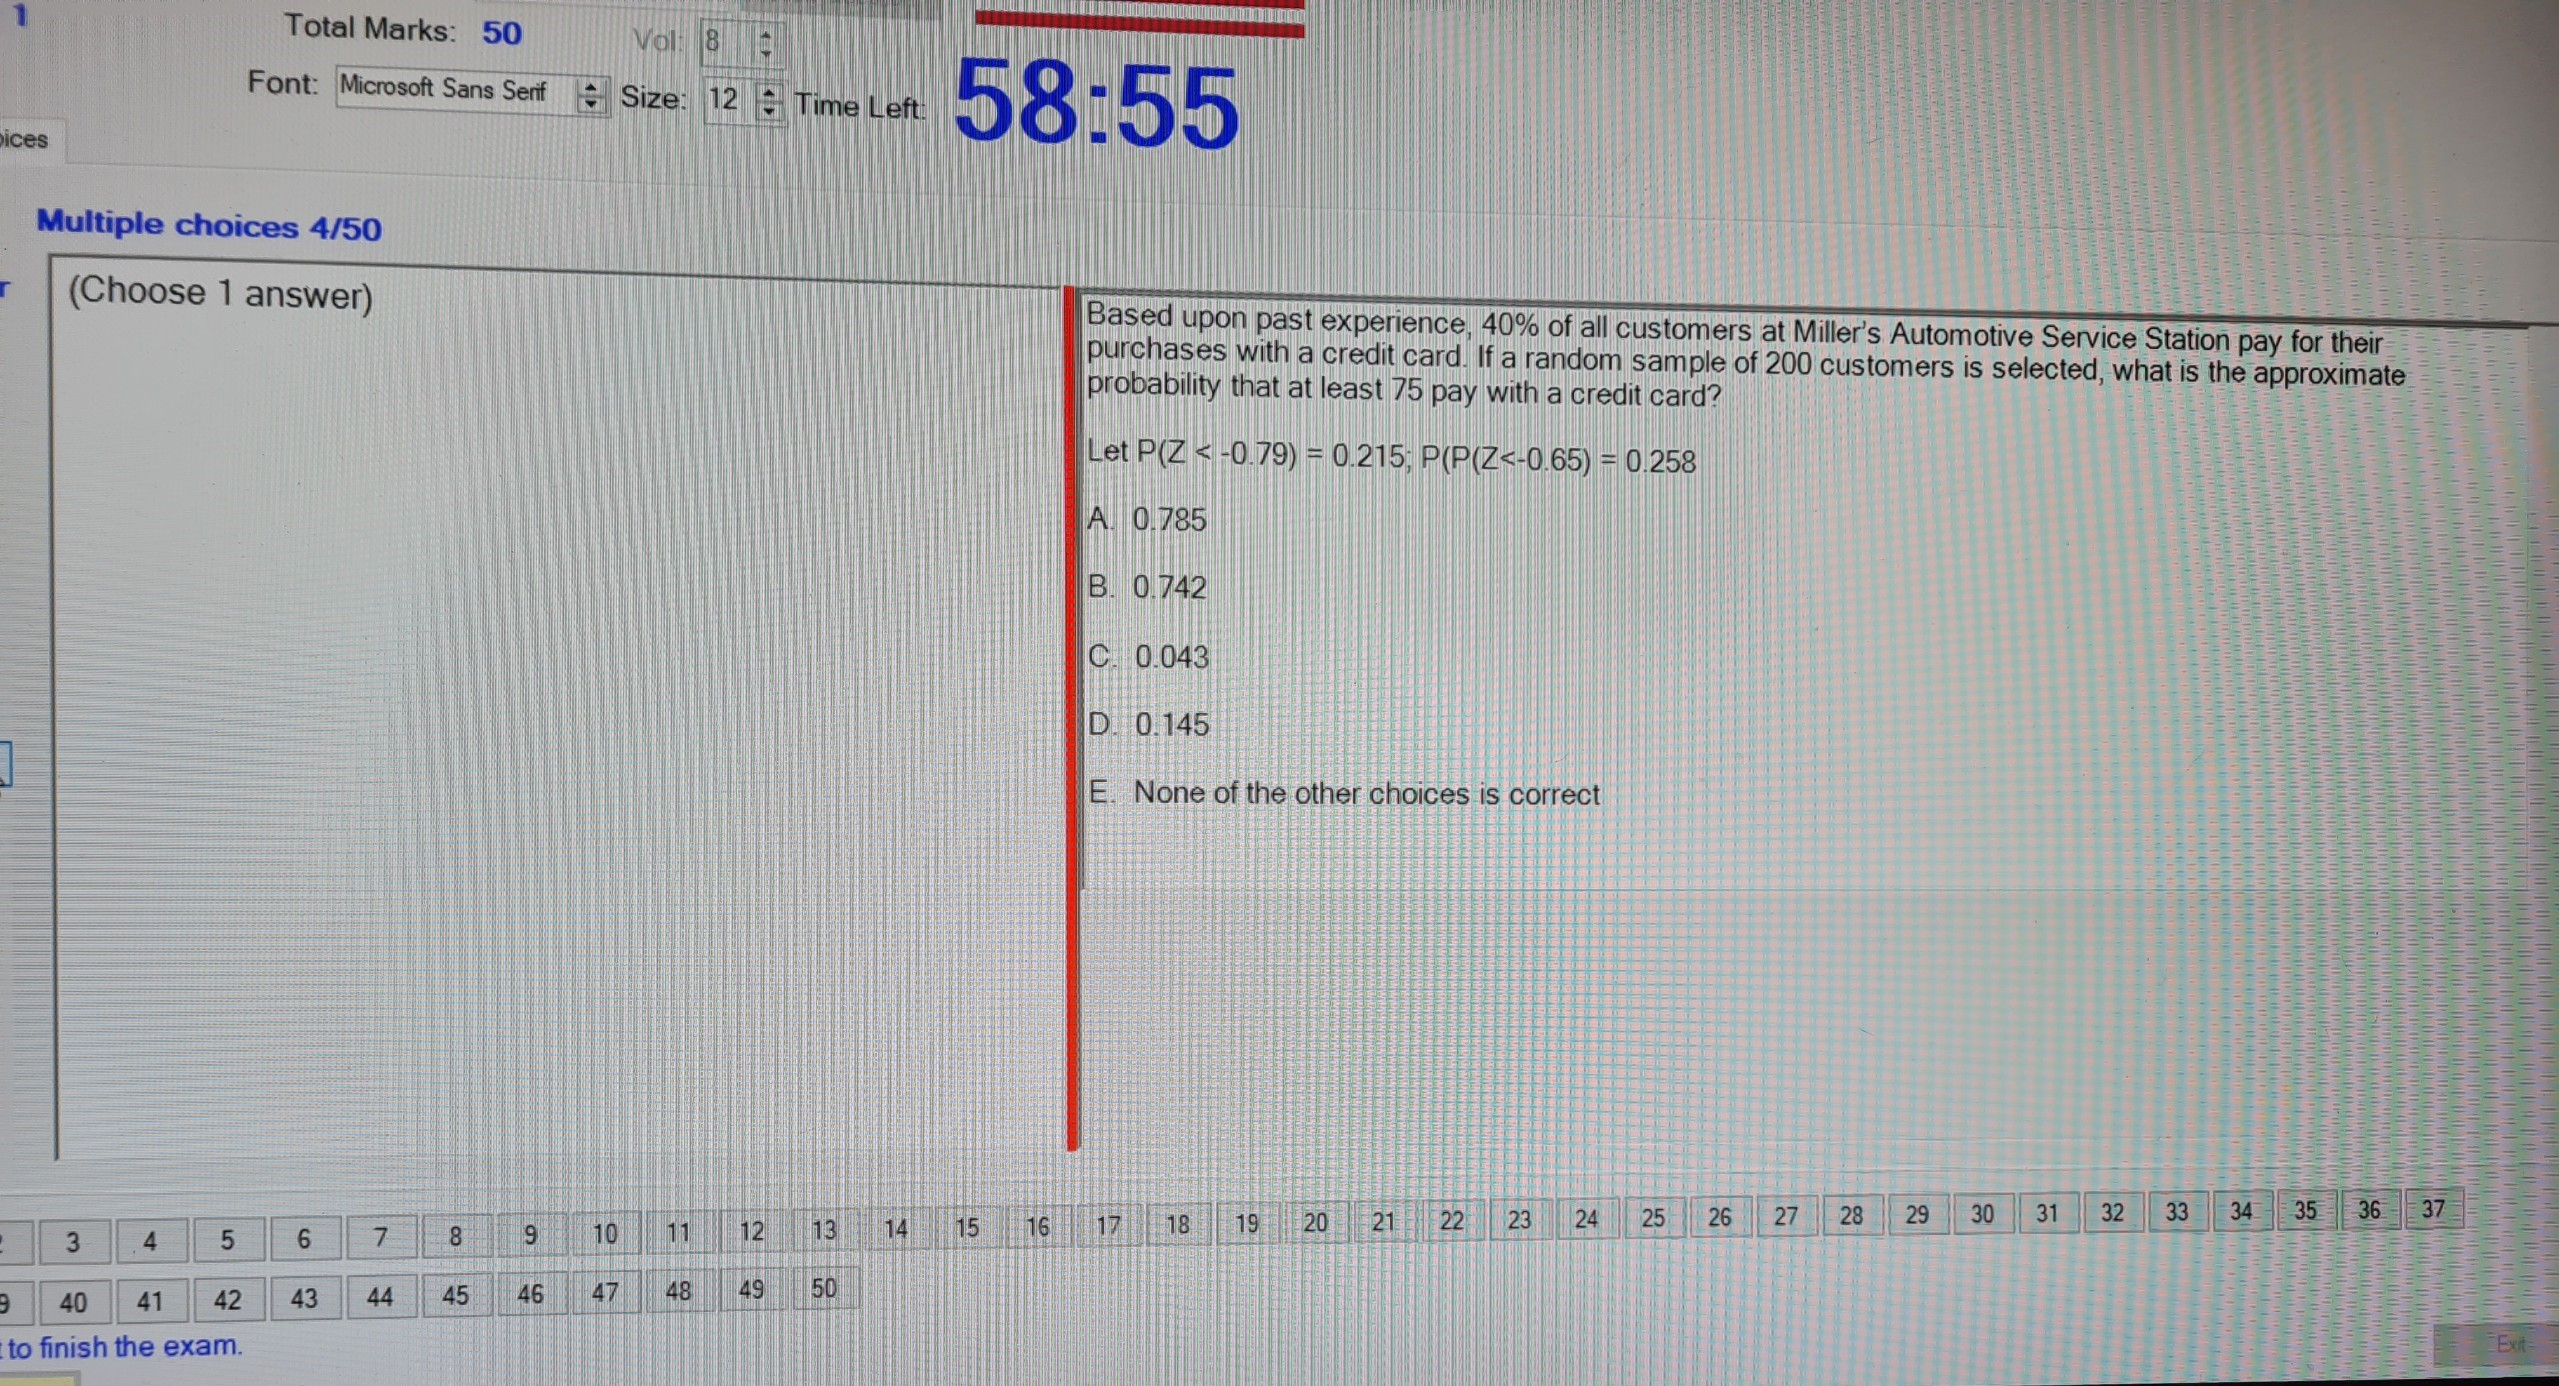 1
Total Marks: 50 Vol: 8
Font: Microsoft Sans Serif Size: 12 Time Left: 58:55
oices
Multiple choices 4/50
r
(Choose 1 answer)
Based upon past experience, 40% of all customers at Miller's Automotive Service Station pay for their
purchases with a credit card. If a random sample of 200 customers is selected, what is the approximate
probability that at least 75 pay with a credit card?
Let P(Z < -0.79) = 0.215; P(P(Z<-0.65) = 0.258
A. 0.785
B. 0.742
C. 0.043
D. 0.145
E. None of the other choices is correct
3 4 5 6 7 8 9 10 11 12 13 14 15 16 17 18 19 20 21 22 23 24 25 26 27 28 29 30 31 32 33 34 35 36 37
9 40 41 42 43 44 45 46 47 48 49 50
to finish the exam.
Exit